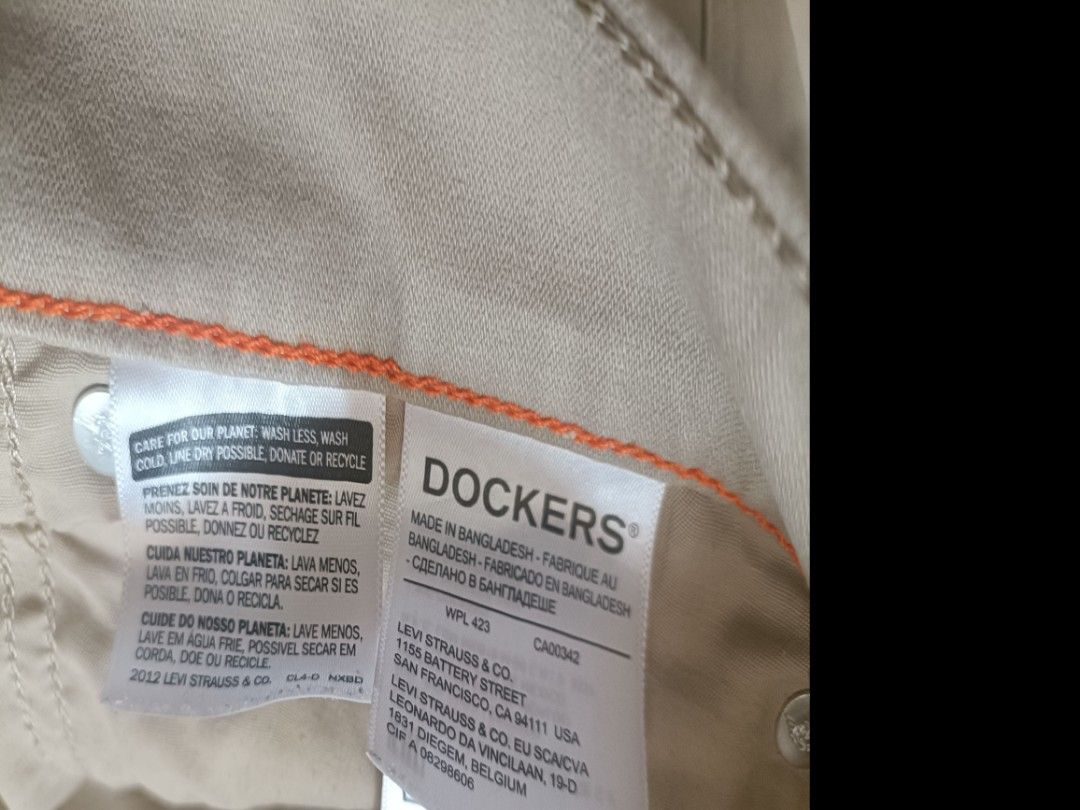 CARE FOR OUR PLANET: WASH LESS, WASH
COLD, LINE DRY POSSIBLE, DONATE OR RECYCLE
PRENEZ SOIN DE NOTRE PLANETE: LAVEZ
MOINS, LAVEZ A FROID, SECHAGE SUR FIL
POSSIBLE, DONNEZ OU RECYCLEZ
CUIDA NUESTRO PLANETA: LAVA MENOS,
LAVA EN FRIO, COLGAR PARA SECAR SI ES
POSIBLE, DONA O RECICLA.
CUIDE DO NOSSO PLANETA: LAVE MENOS,
LAVE EM AGUA FRIE, POSSIVEL SECAR EM
CORDA, DOE OU RECICLE.
2012 LEVI STRAUSS & CO. CL4-D NXBD
DOCKERS®
MADE IN BANGLADESH - FABRIQUE AU
BANGLADESH - FABRICADO EN BANGLADESH
- СДЕЛАНО В БАНГЛАДЕШЕ
WPL 423 CA00342
LEVI STRAUSS & CO.
1155 BATTERY STREET
SAN FRANCISCO, CA 94111 USA
LEVI STRAUSS & CO. EU SCA/CVA
LEONARDO DA VINCILAAN, 19-D
1831 DIEGEM, BELGIUM
CIF A 08298606